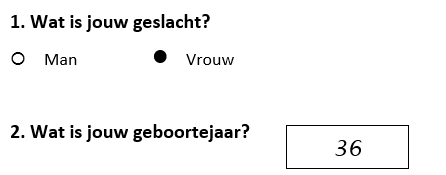 1. Wat is jouw geslacht?
Man Vrouw
2. Wat is jouw geboortejaar? 36